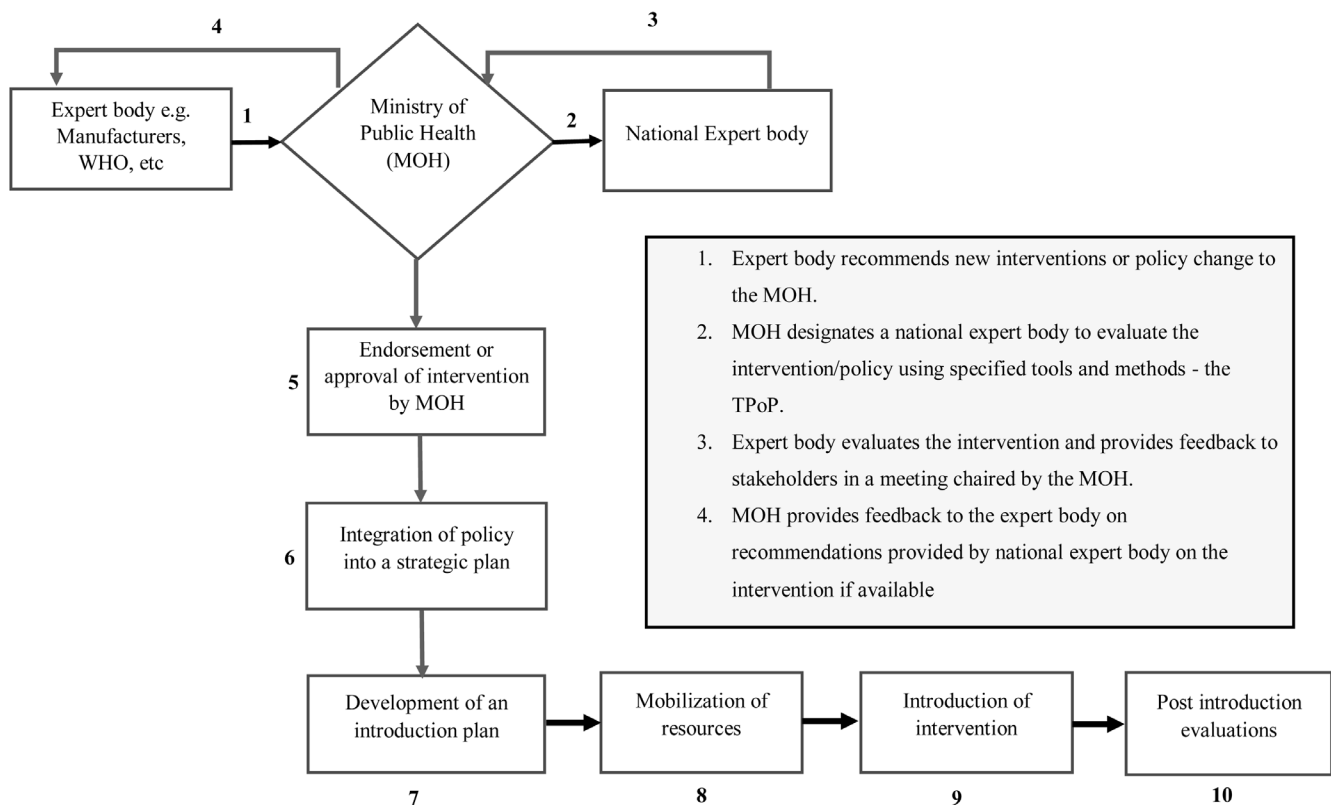 4
3
Expert body e.g.
Manufacturers,
WHO, etc
1
Ministry of
Public Health
(MOH)
2
National Expert body
1. Expert body recommends new interventions or policy change to
the MOH.
2. MOH designates a national expert body to evaluate the
intervention/policy using specified tools and methods - the
TPoP.
3. Expert body evaluates the intervention and provides feedback to
stakeholders in a meeting chaired by the MOH.
4. MOH provides feedback to the expert body on
recommendations provided by national expert body on the
intervention if available
5
Endorsement or
approval of intervention
by MOH
6
Integration of policy
into a strategic plan
Development of an
introduction plan
7
Mobilization of
resources
8
Introduction of
intervention
9
Post introduction
evaluations
10